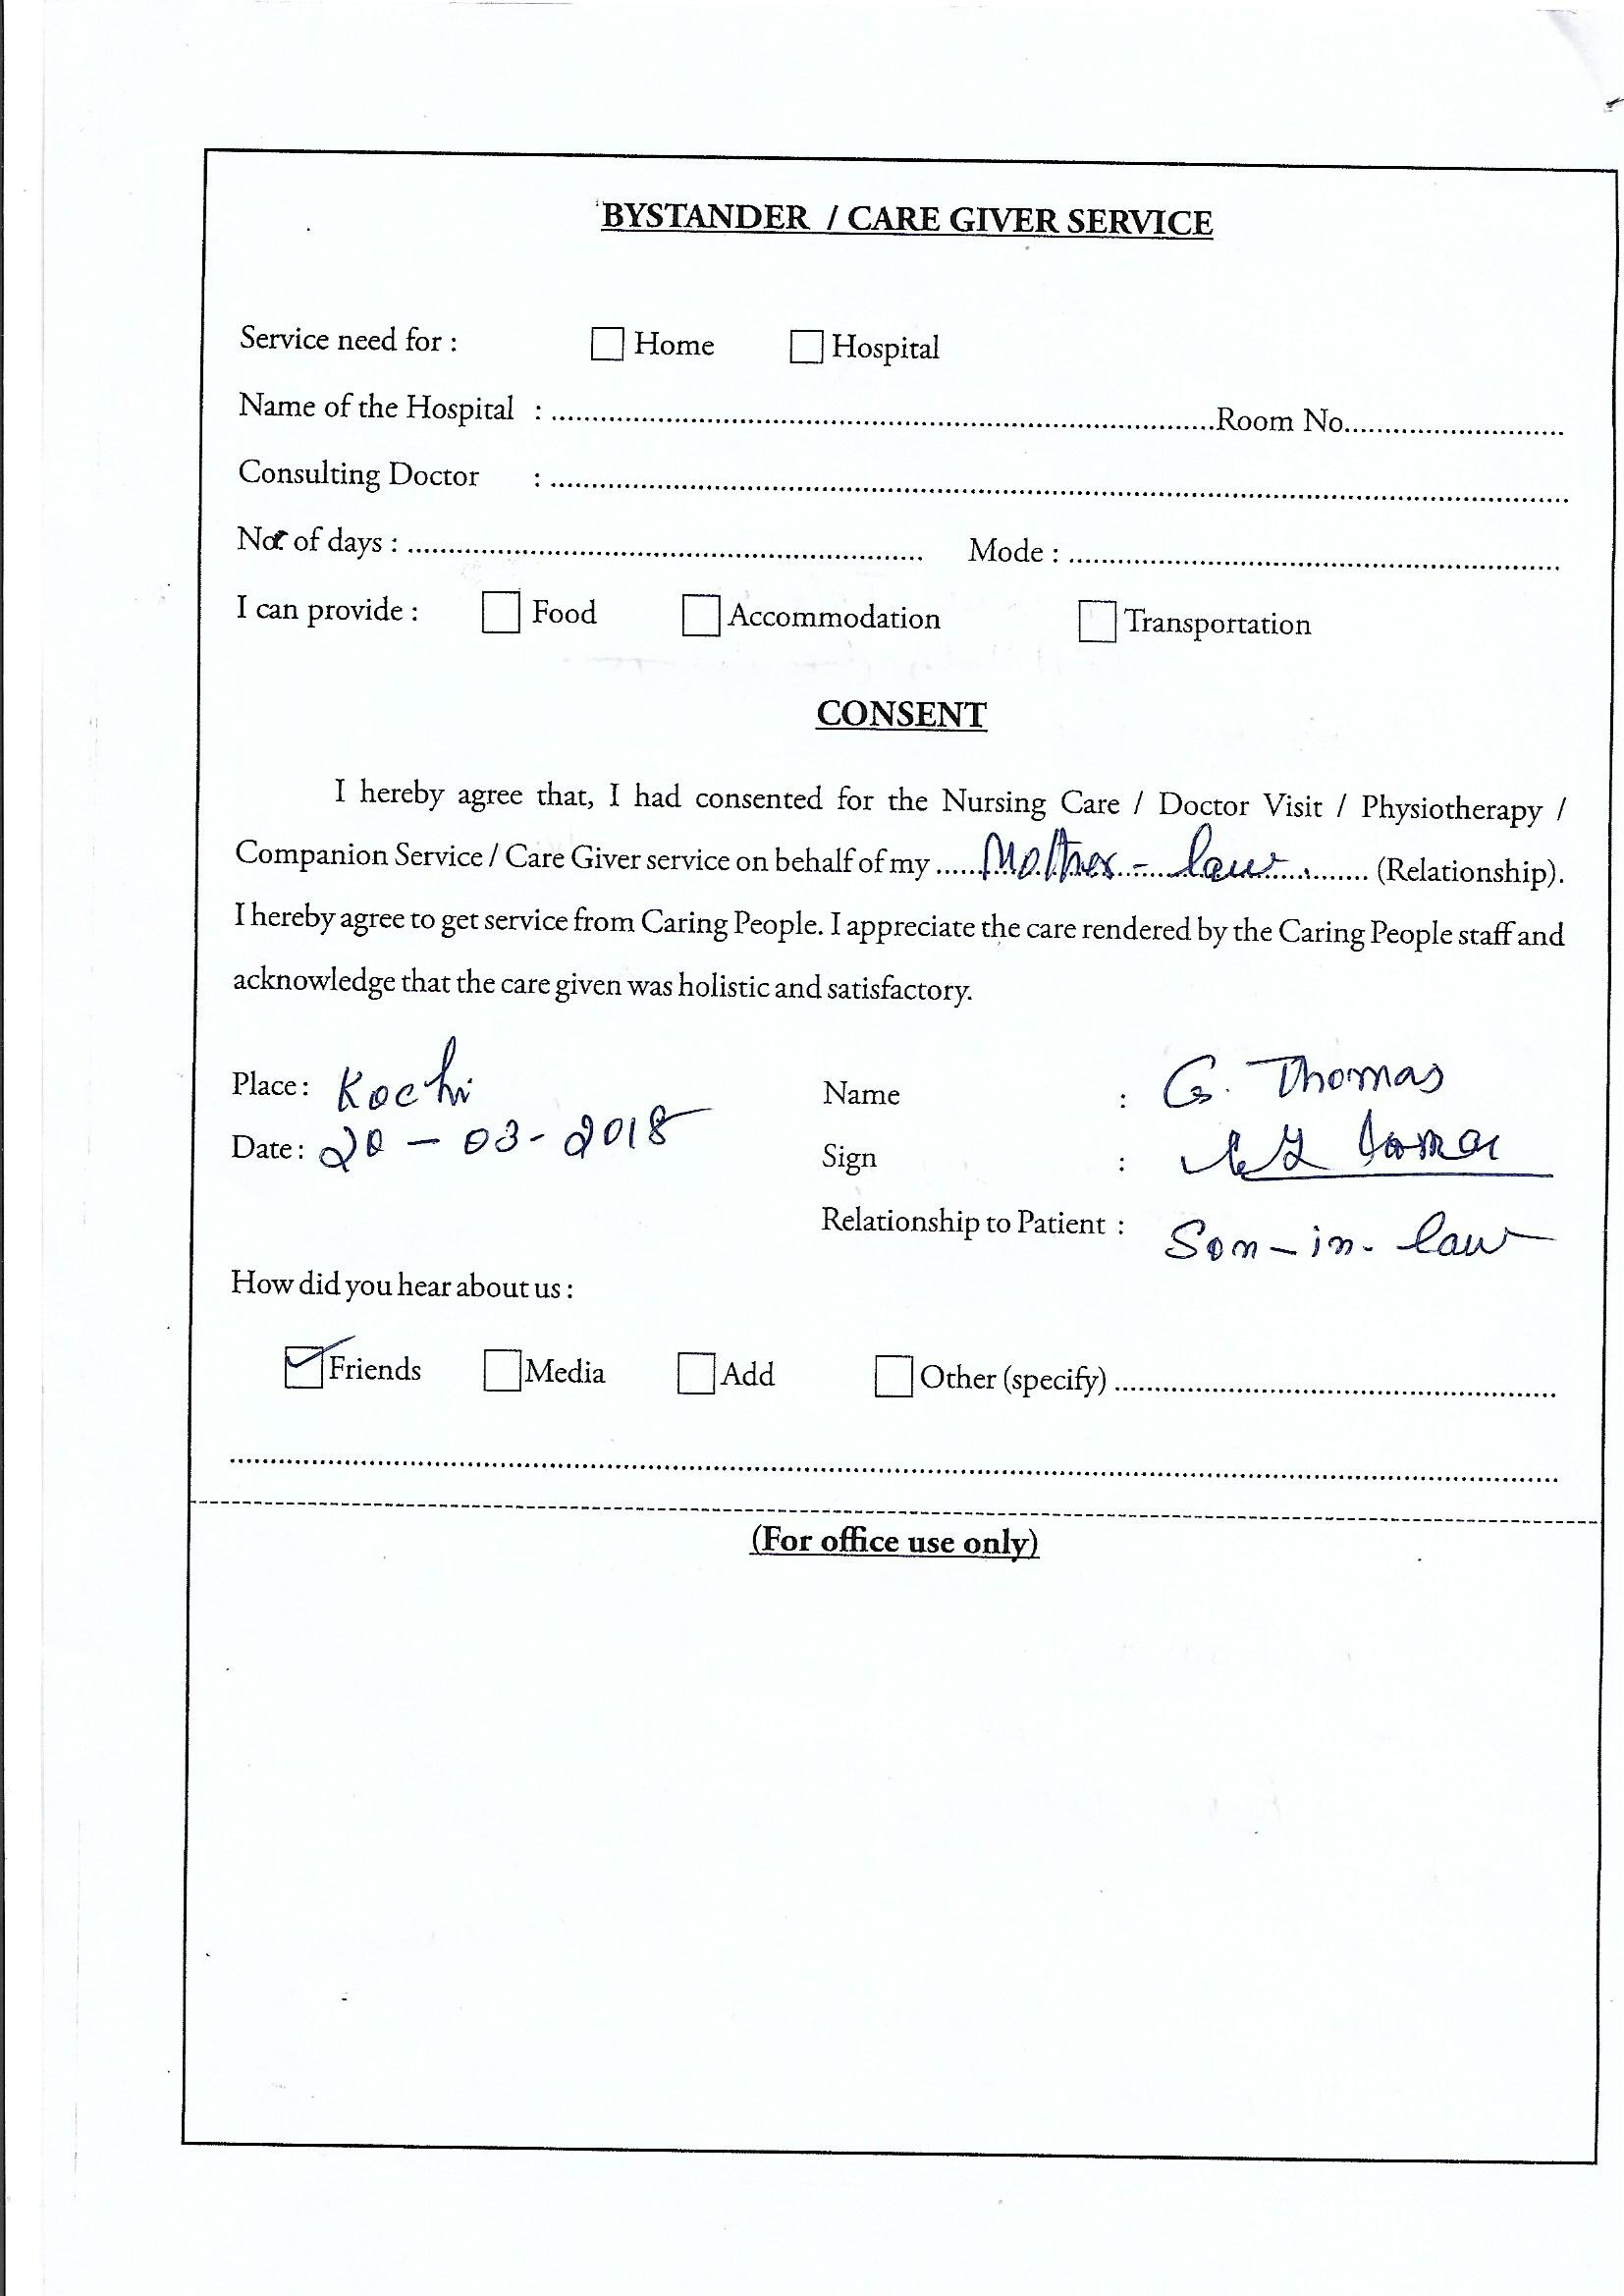 BYSTANDER / CARE GIVER SERVICE
Service need for : Home Hospital
Name of the Hospital : ............ Room No............
Consulting Doctor : ............
No. of days : ............ Mode : ............
I can provide : Food Accommodation Transportation
CONSENT
I hereby agree that, I had consented for the Nursing Care / Doctor Visit / Physiotherapy /
Companion Service / Care Giver service on behalf of my ...... Mother - law ...... (Relationship).
I hereby agree to get service from Caring People. I appreciate the care rendered by the Caring People staff and
acknowledge that the care given was holistic and satisfactory.
Place : Kochi Name : G. Thomas
Date : 20 - 03 - 2018 Sign :
Relationship to Patient : Son - in - law
How did you hear about us :
Friends Media Add Other (specify) ............
(For office use only)